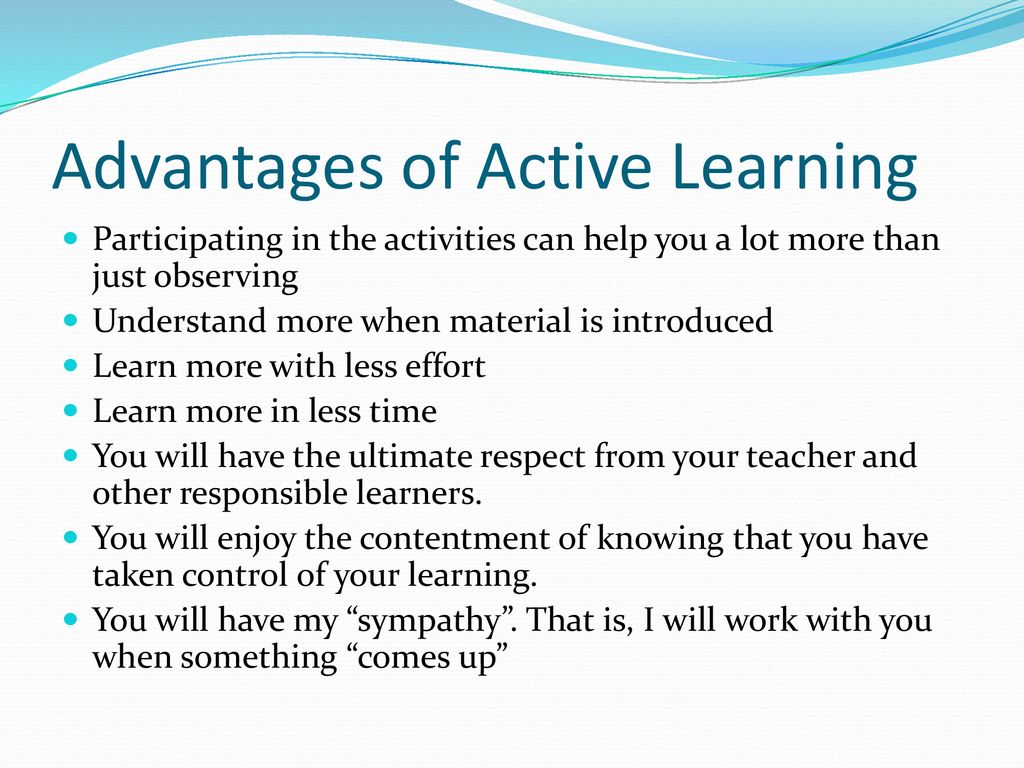 Advantages of Active Learning
• Participating in the activities can help you a lot more than
just observing
• Understand more when material is introduced
• Learn more with less effort
• Learn more in less time
• You will have the ultimate respect from your teacher and
other responsible learners.
• You will enjoy the contentment of knowing that you have
taken control of your learning.
• You will have my “sympathy”. That is, I will work with you
when something “comes up”